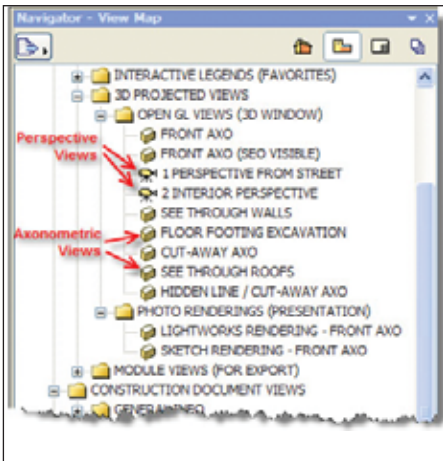 Navigator - View Map
INTERACTIVE LEGENDS (FAVORITES)
3D PROJECTED VIEWS
OPEN GL VIEWS (3D WINDOW)
FRONT AXO
Perspective
Views
FRONT AXO (SEO VISIBLE)
1 PERSPECTIVE FROM STREET
2 INTERIOR PERSPECTIVE
SEE THROUGH WALLS
Axonometric
Views
FLOOR FOOTING EXCAVATION
CUT-AWAY AXO
SEE THROUGH ROOFS
HIDDEN LINE / CUT-AWAY AXO
PHOTO RENDERINGS (PRESENTATION)
LIGHTWORKS RENDERING - FRONT AXO
SKETCH RENDERING - FRONT AXO
MODULE VIEWS (FOR EXPORT)
CONSTRUCTION DOCUMENT VIEWS
GENERAL INFO